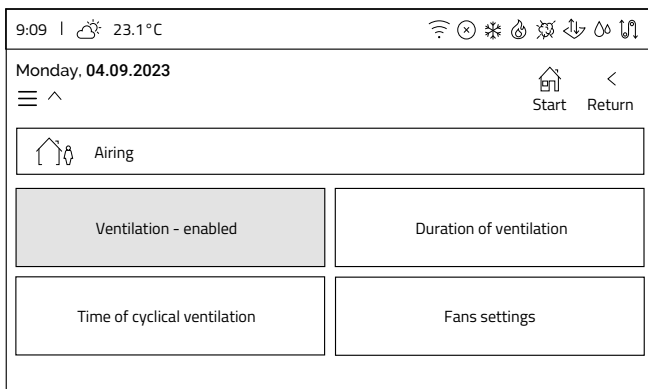 9:09 | 23.1°C
Monday, 04.09.2023
Start Return
Airing
Ventilation - enabled Duration of ventilation
Time of cyclical ventilation Fans settings